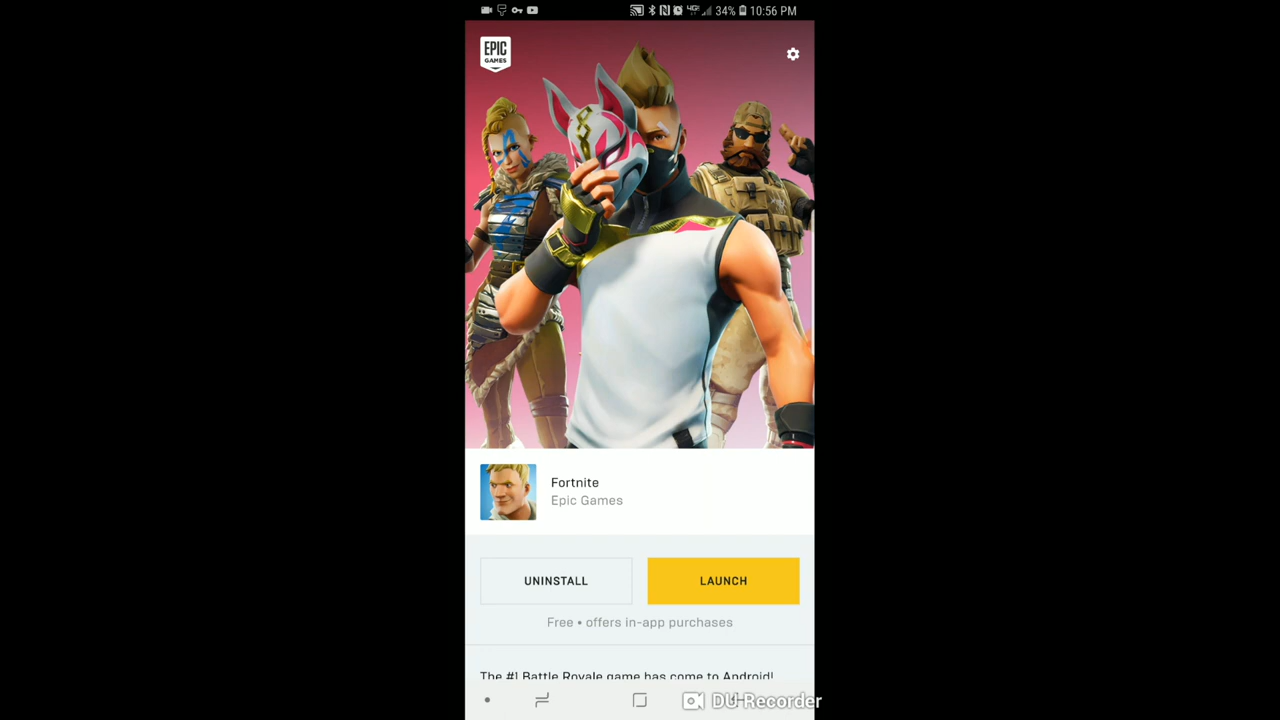 34% 10:56 PM
EPIC
GAMES
Fortnite
Epic Games
UNINSTALL
LAUNCH
Free • offers in-app purchases
The #1 Battle Royale game has come to Android!
DU Recorder